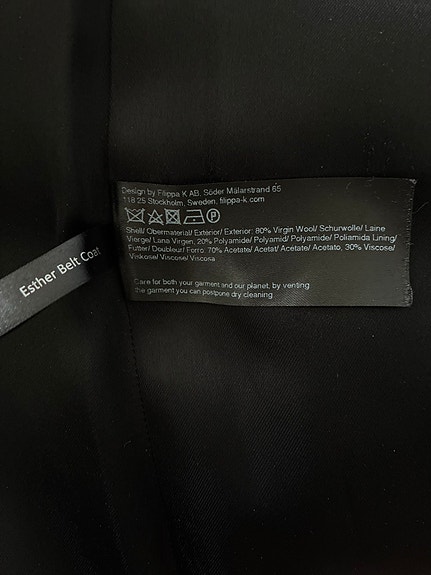 Design by Filippa K AB, Söder Mälarstrand 65
118 25 Stockholm, Sweden, filippa-k.com
P
Shell/ Obermaterial/ Exterior/ Exterior: 80% Virgin Wool/ Schurwolle/ Laine
Vierge/ Lana Virgen, 20% Polyamide/ Polyamid/ Polyamide/ Poliamida Lining/
Futter/ Doubleur/ Forro: 70% Acetate/ Acetat/ Acetate/ Acetato, 30% Viscose/
Viskose/ Viscose/ Viscosa
Care for both your garment and our planet, by venting
the garment you can postpone dry cleaning
Esther Belt Coat